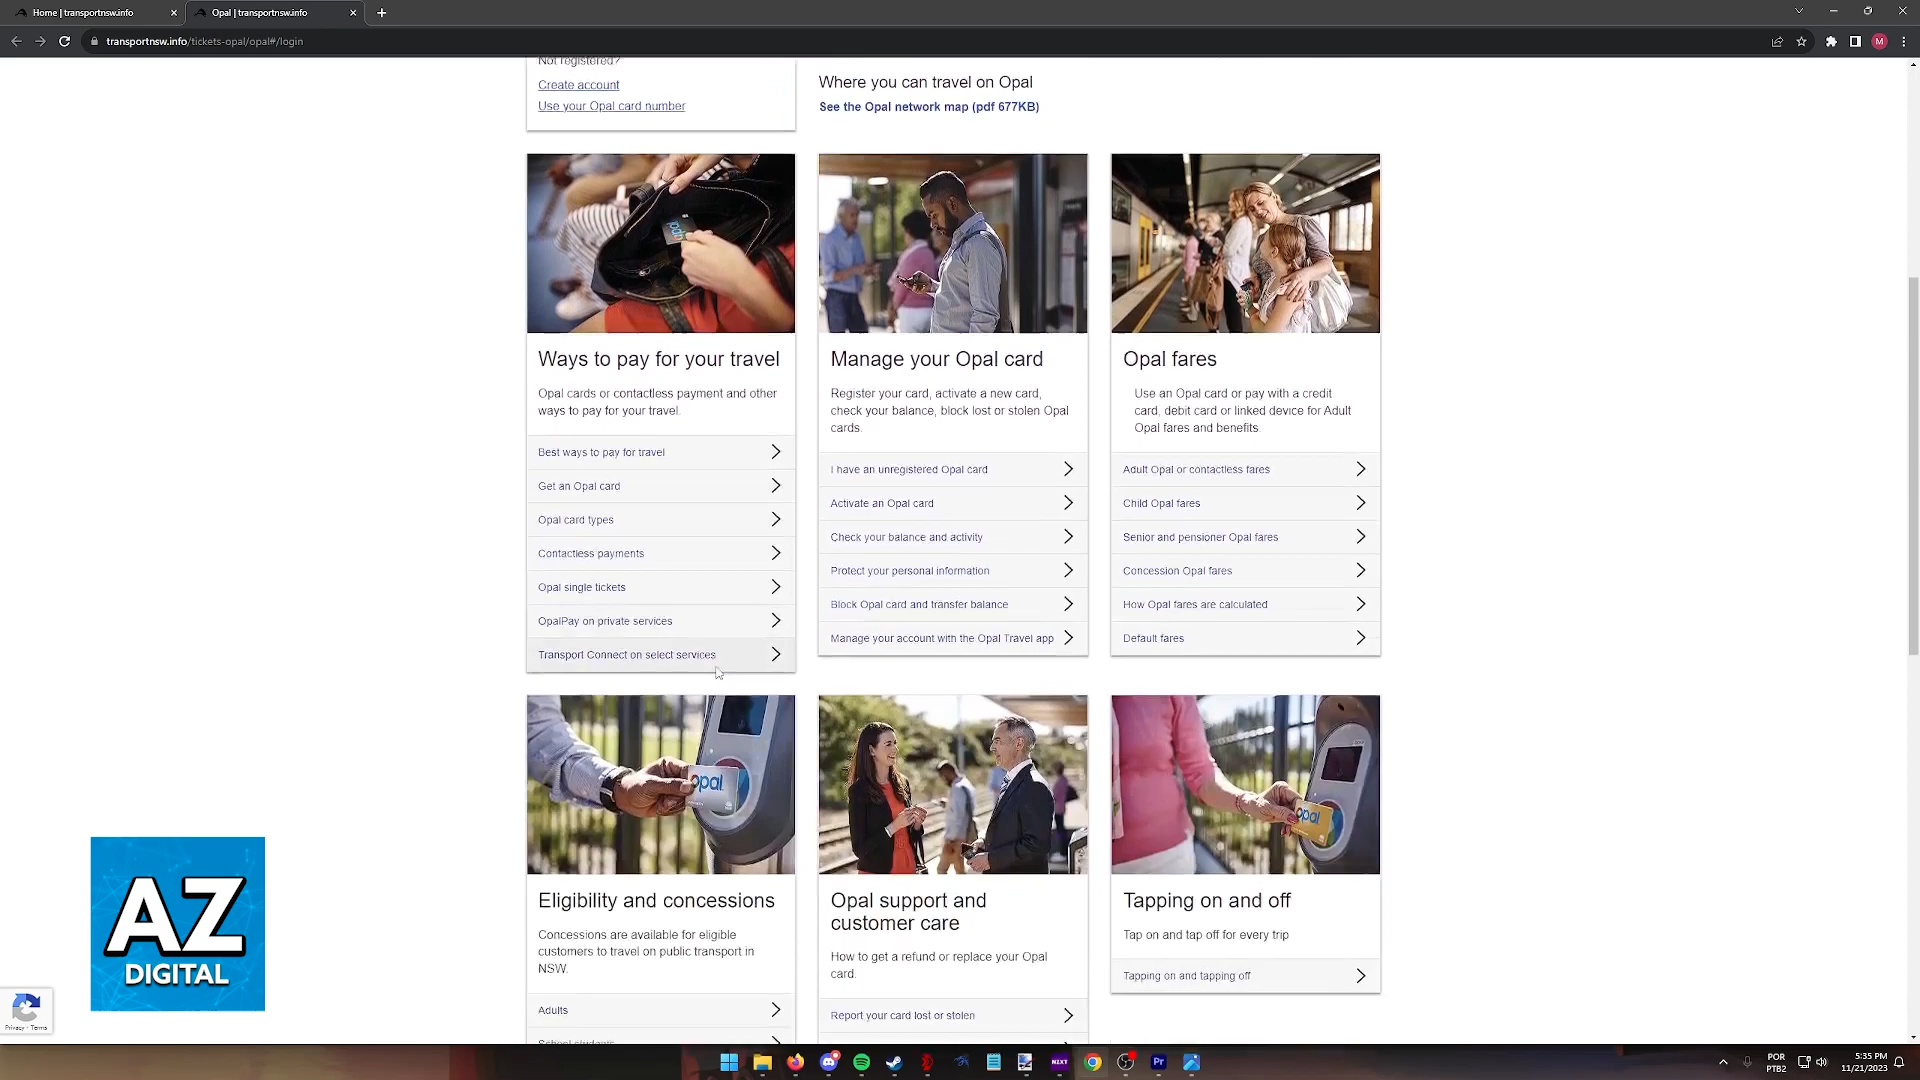 Home | transportnsw.info
Opal | transportnsw.info
transportnsw.info/tickets-opal/opal#/login
M
Not registered?
Create account
Use your Opal card number
Where you can travel on Opal
See the Opal network map (pdf 677KB)
Ways to pay for your travel
Opal cards or contactless payment and other
ways to pay for your travel.
Best ways to pay for travel
Get an Opal card
Opal card types
Contactless payments
Opal single tickets
OpalPay on private services
Transport Connect on select services
Manage your Opal card
Register your card, activate a new card,
check your balance, block lost or stolen Opal
cards.
I have an unregistered Opal card
Activate an Opal card
Check your balance and activity
Protect your personal information
Block Opal card and transfer balance
Manage your account with the Opal Travel app
Opal fares
Use an Opal card or pay with a credit
card, debit card or linked device for Adult
Opal fares and benefits.
Adult Opal or contactless fares
Child Opal fares
Senior and pensioner Opal fares
Concession Opal fares
How Opal fares are calculated
Default fares
opal
Eligibility and concessions
Concessions are available for eligible
customers to travel on public transport in
NSW.
Adults
School students
Opal support and
customer care
How to get a refund or replace your Opal
card.
Report your card lost or stolen
opal
Tapping on and off
Tap on and tap off for every trip
Tapping on and tapping off
AZ
DIGITAL
Privacy - Terms
NEXT
Pr
POR
PTB2
5:35 PM
11/21/2023